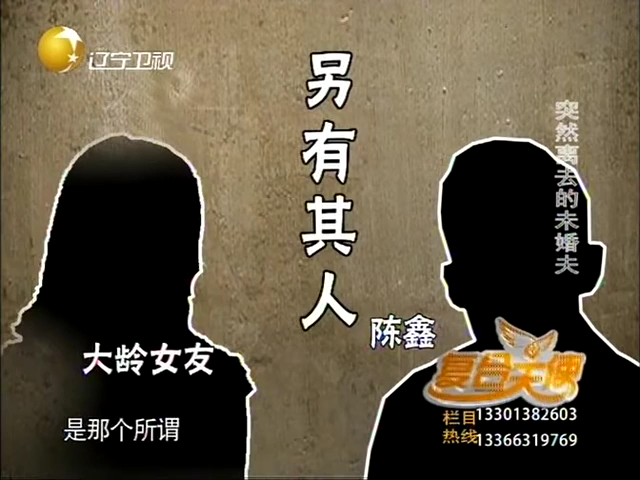 辽宁卫视
另有其人
突然离去的未婚夫
陈鑫
大龄女友
复合天使
是那个所谓
栏目 13301382603
热线 13366319769